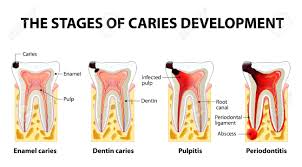 THE STAGES OF CARIES DEVELOPMENT
Caries
Enamel
Pulp
Dentin
Infected
pulp
Root
canal
Periodontal
ligament
Abscess
Enamel caries
Dentin caries
Pulpitis
Periodontitis